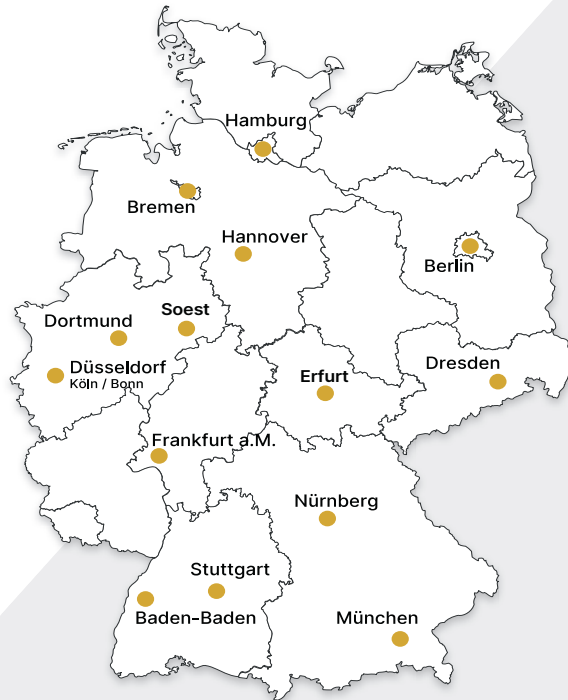 Hamburg
Bremen
Hannover
Berlin
Soest
Dortmund
Düsseldorf
Köln / Bonn
Dresden
Erfurt
Frankfurt a.M.
Nürnberg
Stuttgart
Baden-Baden
München